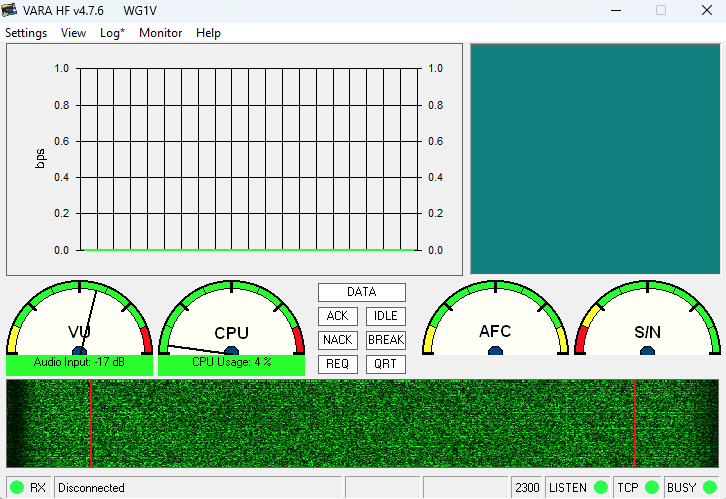 VARA HF v4.7.6 WG1V
Settings View Log* Monitor Help
1.0 1.0
0.8 0.8
0.6 0.6
bps
0.4 0.4
0.2 0.2
0.0 0.0
VU
Audio Input: -17 dB
CPU
CPU Usage: 4 %
DATA
ACK IDLE
NACK BREAK
REQ QRT
AFC
S/N
RX Disconnected 2300 LISTEN TCP BUSY